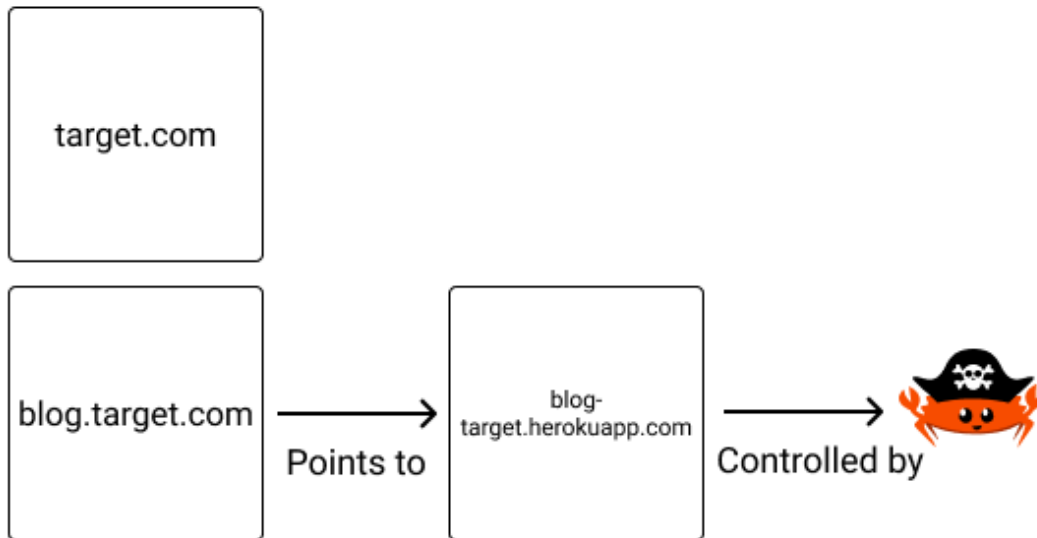 target.com
blog.target.com
Points to
blog-
target.herokuapp.com
Controlled by